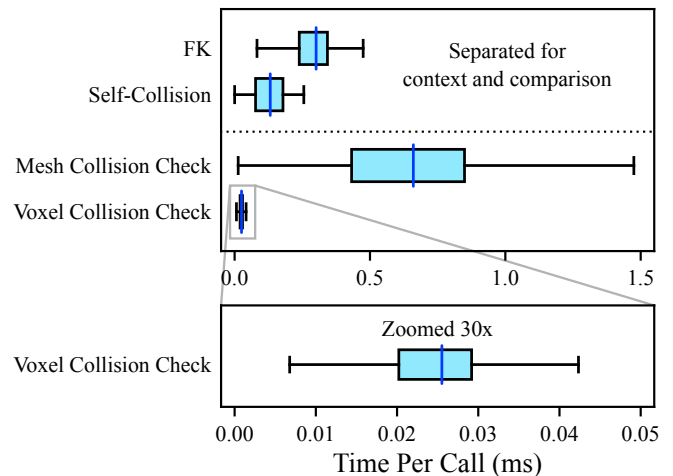 FK
Self-Collision
Separated for
context and comparison
Mesh Collision Check
Voxel Collision Check
0.0 0.5 1.0 1.5
Zoomed 30x
Voxel Collision Check
0.00 0.01 0.02 0.03 0.04 0.05
Time Per Call (ms)